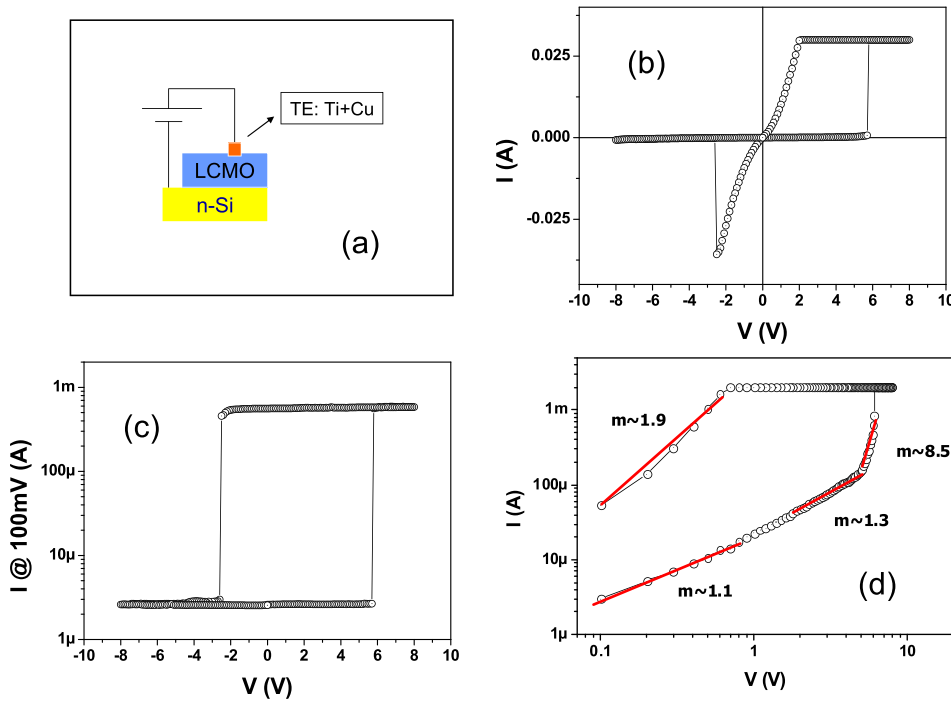 TE: Ti+Cu
LCMO
n-Si
(a)
(b)
0.025
0.000
-0.025
I (A)
-10 -8 -6 -4 -2 0 2 4 6 8 10
V (V)
(c)
1m
100µ
10µ
1µ
I @ 100mV (A)
-10 -8 -6 -4 -2 0 2 4 6 8 10
V (V)
m~1.9
m~8.5
m~1.3
m~1.1
(d)
1m
100µ
10µ
1µ
I (A)
0.1 1 10
V (V)